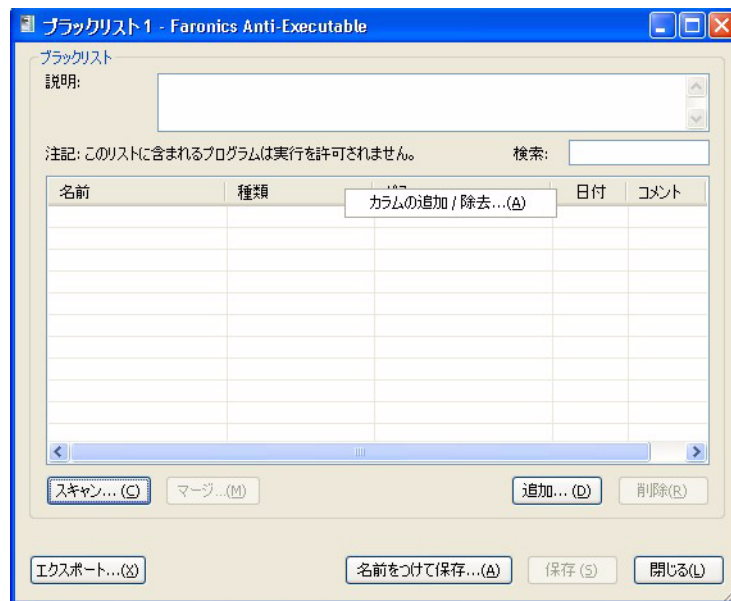 ブラックリスト 1 - Faronics Anti-Executable
ブラックリスト
説明:
注記: このリストに含まれるプログラムは実行を許可されません。
検索:
名前 種類 日付 コメント
カラムの追加 / 除去...(A)
スキャン... (C) マージ...(M) 追加... (D) 削除(R)
エクスポート...(X) 名前をつけて保存...(A) 保存 (S) 閉じる(L)